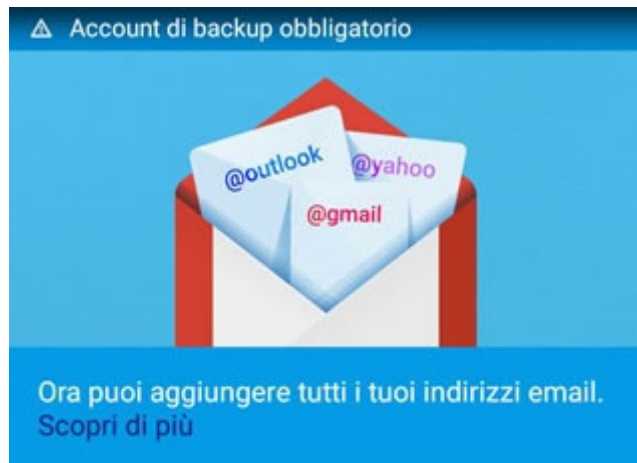 Account di backup obbligatorio
@outlook
@yahoo
@gmail
Ora puoi aggiungere tutti i tuoi indirizzi email.
Scopri di più